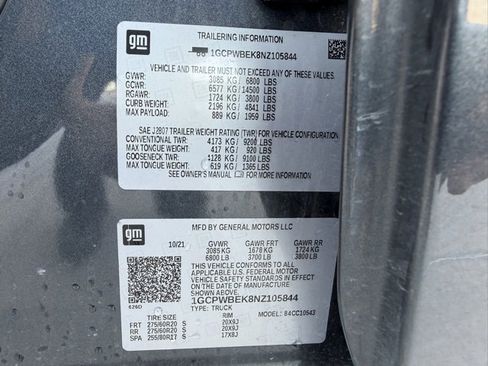 gm
TRAILERING INFORMATION
1GCPWBEK8NZ105844
VEHICLE AND TRAILER MUST NOT EXCEED ANY OF THESE VALUES.
GVWR: 3085 KG/ 6800 LBS
GCWR: 6577 KG/ 14500 LBS
RGAWR: 1724 KG/ 3800 LBS
CURB WEIGHT: 2196 KG/ 4841 LBS
MAX PAYLOAD: 889 KG/ 1959 LBS
SAE J2807 TRAILER WEIGHT RATING (TWR) FOR VEHICLE CONFIGURATION.
CONVENTIONAL TWR: 4173 KG/ 9200 LBS
MAX TONGUE WT: 417 KG/ 920 LBS
GOOSENECK TWR: 4128 KG/ 9100 LBS
MAX TONGUE WT: 619 KG/ 1365 LBS
SEE OWNER'S MANUAL FOR MORE INFORMATION.
gm
MFD BY GENERAL MOTORS LLC
10/21 GVWR GAWR FRT GAWR RR
3085 KG 1678 KG 1724 KG
6800 LB 3700 LB 3800 LB
THIS VEHICLE CONFORMS TO ALL
APPLICABLE U.S. FEDERAL MOTOR
VEHICLE SAFETY STANDARDS IN EFFECT
ON THE DATE OF MANUFACTURE SHOWN ABOVE.
1GCPWBEK8NZ105844
626D TYPE: TRUCK MODEL: 84CC10543
TIRE SIZE RIM
FRT 275/60R20 S 20X9J
RR 275/60R20 S 20X9J
SPA 255/80R17 S 17X8J